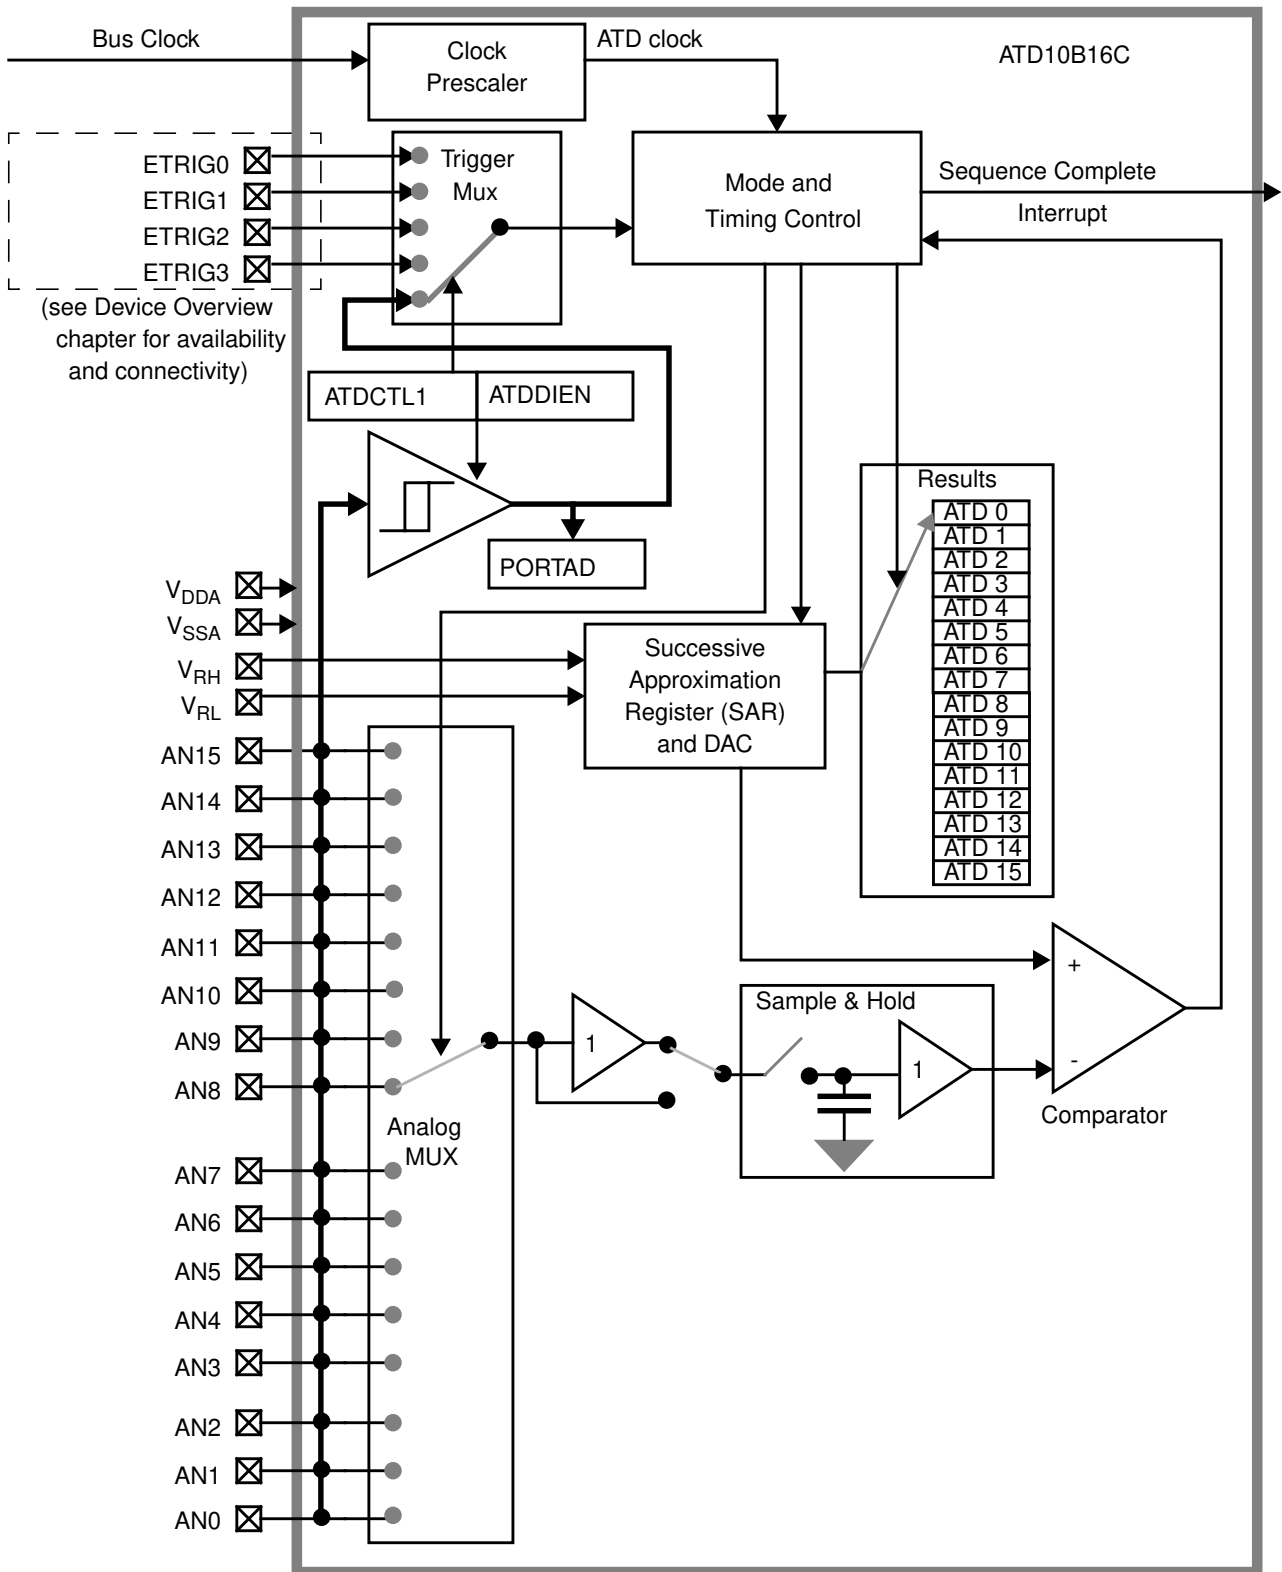 Bus Clock
Clock
Prescaler
ATD clock
ATD10B16C
ETRIG0
ETRIG1
ETRIG2
ETRIG3
(see Device Overview
chapter for availability
and connectivity)
Trigger
Mux
Mode and
Timing Control
Sequence Complete
Interrupt
ATDCTL1
ATDDIEN
PORTAD
Results
ATD 0
ATD 1
ATD 2
ATD 3
ATD 4
ATD 5
ATD 6
ATD 7
ATD 8
ATD 9
ATD 10
ATD 11
ATD 12
ATD 13
ATD 14
ATD 15
VDDA
VSSA
VRH
VRL
Successive
Approximation
Register (SAR)
and DAC
AN15
AN14
AN13
AN12
AN11
AN10
AN9
AN8
AN7
AN6
AN5
AN4
AN3
AN2
AN1
AN0
Analog
MUX
1
Sample & Hold
1
+
-
Comparator